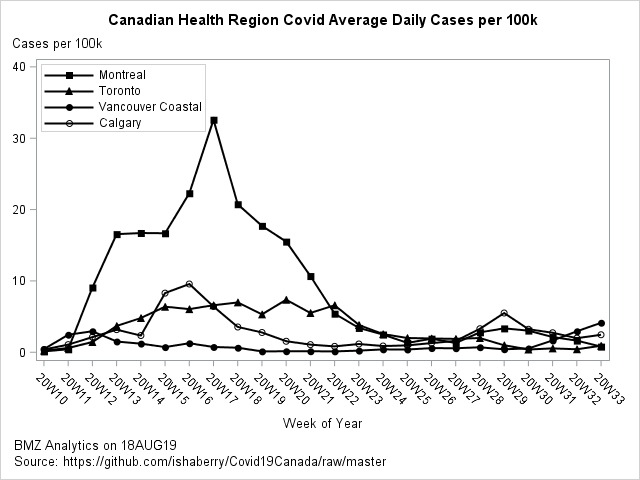 Canadian Health Region Covid Average Daily Cases per 100k
Cases per 100k
40
30
20
10
0
Montreal
Toronto
Vancouver Coastal
Calgary
20W10
20W11
20W12
20W13
20W14
20W15
20W16
20W17
20W18
20W19
20W20
20W21
20W22
20W23
20W24
20W25
20W26
20W27
20W28
20W29
20W30
20W31
20W32
20W33
Week of Year
BMZ Analytics on 18AUG19
Source: https://github.com/ishaberry/Covid19Canada/raw/master